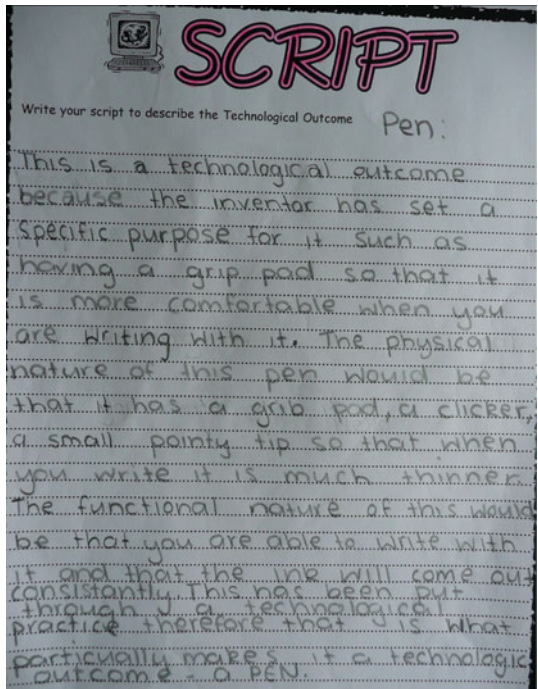 SCRIPT
Write your script to describe the Technological Outcome Pen:
This is a technological outcome
because the inventor has set a
specific purpose for it such as
having a grip pad so that it
is more comfortable when you
are writing with it. The physical
nature of this pen would be
that it has a grib pad, a clicker,
a small pointy tip so that when
you write it is much thinner.
The functional nature of this would
be that you are able to write with
it and that the ink will come out
consistantly. This has been put
through a technological
practice therefore that is what
particually makes it a technologic
outcome - a PEN.